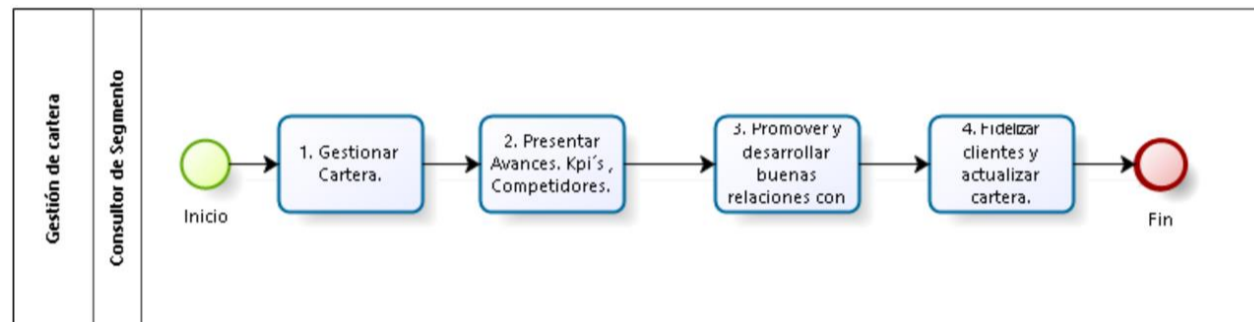 Gestión de cartera
Consultor de Segmento
Inicio
1. Gestionar
Cartera.
2. Presentar
Avances. Kpi´s ,
Competidores.
3. Promover y
desarrollar
buenas
relaciones con
4. Fidelizar
clientes y
actualizar
cartera.
Fin